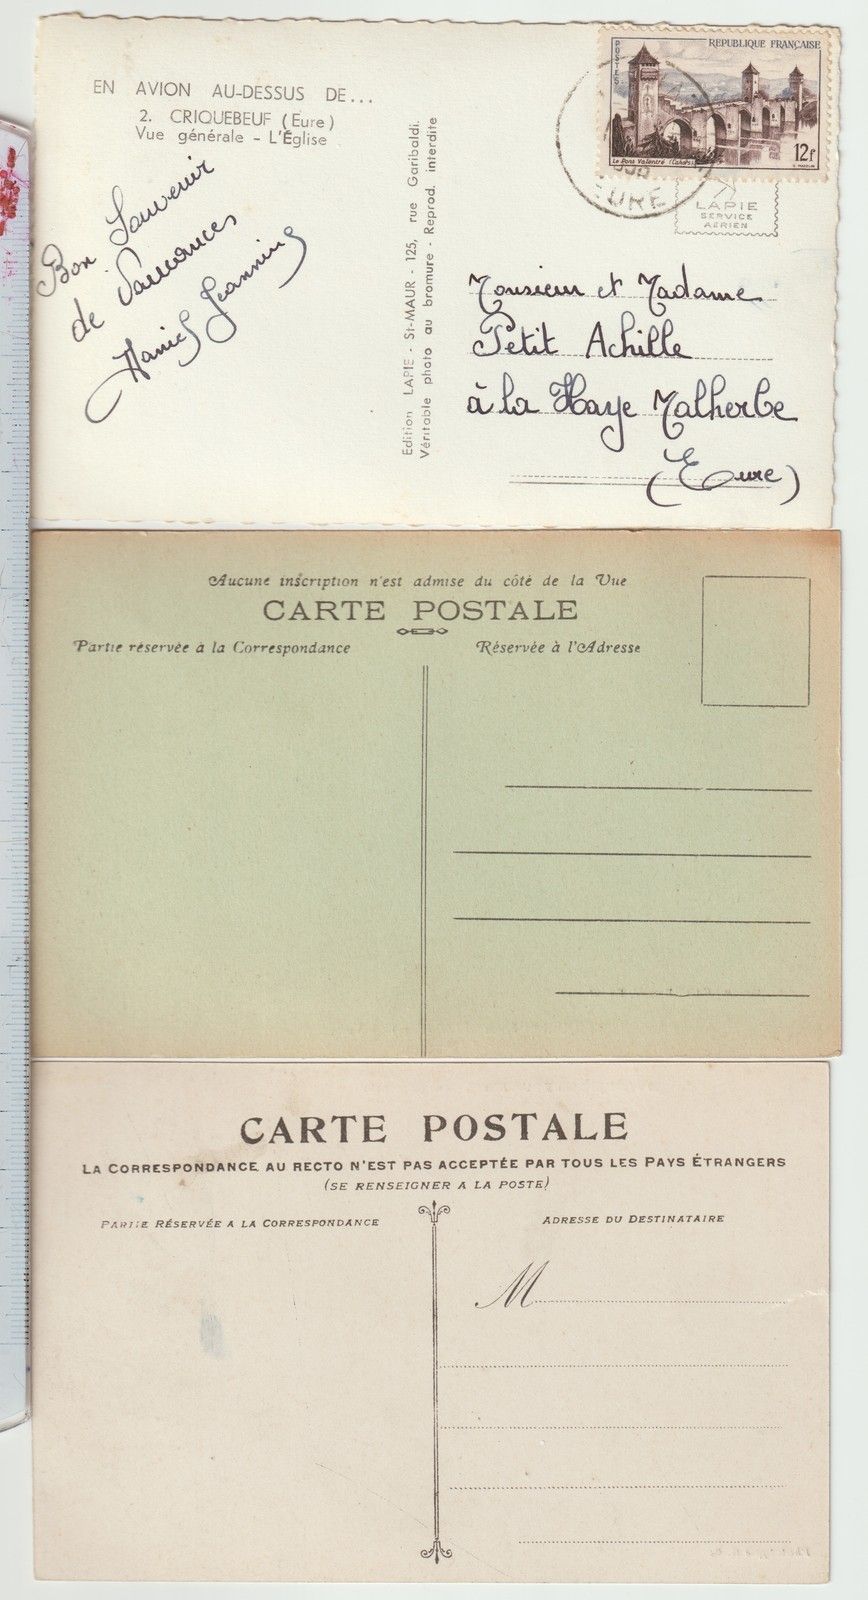 EN AVION AU-DESSUS DE...
2. CRIQUEBEUF (Eure)
Vue générale - L'Église
Bon Souvenir
de Vacances
Jeannine
Edition LAPIE - St-MAUR - 125, rue Garibaldi.
Véritable photo au bromure - Reprod. interdite
POSTES
REPUBLIQUE FRANÇAISE
Le Pont Valentré (Cahors)
12f
EURE
LAPIE
SERVICE
AÉRIEN
Monsieur et Madame
Petit Achille
à la Haye Malherbe
(Eure)
Aucune inscription n'est admise du côté de la Vue
CARTE POSTALE
Partie réservée à la Correspondance
Réservée à l'Adresse
CARTE POSTALE
LA CORRESPONDANCE AU RECTO N'EST PAS ACCEPTÉE PAR TOUS LES PAYS ÉTRANGERS
(SE RENSEIGNER A LA POSTE)
PARTIE RÉSERVÉE A LA CORRESPONDANCE
ADRESSE DU DESTINATAIRE
M